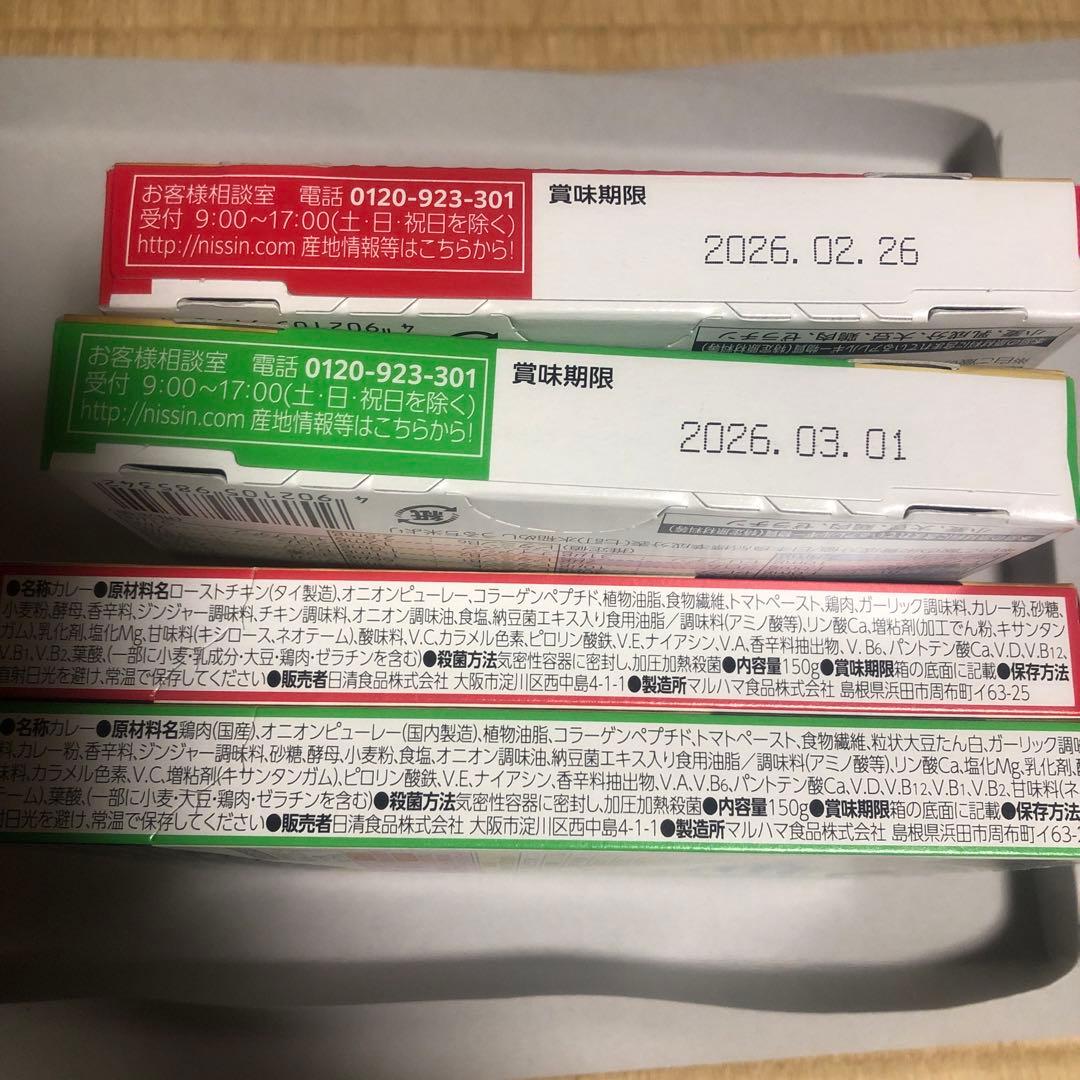 お客様相談室 電話 0120-923-301
受付 9:00～17:00(土·日·祝日を除く)
http://nissin.com 産地情報等はこちらから!
賞味期限
2026.02.26
4 902105
小麦、乳成分、大豆、鶏肉、ゼラチン
お客様相談室 電話 0120-923-301
受付 9:00～17:00(土·日·祝日を除く)
http://nissin.com 産地情報等はこちらから!
賞味期限
2026.03.01
4 902105 985342
紙
●名称カレー●原材料名ローストチキン(タイ製造)、オニオンピューレー、コラーゲンペプチド、植物油脂、食物繊維、トマトペースト、鶏肉、ガーリック調味料、カレー粉、砂糖、
小麦粉、酵母、香辛料、ジンジャー調味料、チキン調味料、オニオン調味油、食塩、納豆菌エキス入り食用油脂／調味料(アミノ酸等)、リン酸Ca、増粘剤(加工でん粉、キサンタン
ガム)、乳化剤、塩化Mg、甘味料(キシロース、ネオテーム)、酸味料、V.C、カラメル色素、ピロリン酸鉄、V.E、ナイアシン、V.A、香辛料抽出物、V.B6、パントテン酸Ca、V.D、V.B12、
V.B1、V.B2、葉酸、(一部に小麦·乳成分·大豆·鶏肉·ゼラチンを含む)●殺菌方法気密性容器に密封し、加圧加熱殺菌●内容量150g●賞味期限箱の底面に記載●保存方法
直射日光を避け、常温で保存してください●販売者日清食品株式会社 大阪市淀川区西中島4-1-1●製造所マルハマ食品株式会社 島根県浜田市周布町イ63-25
●名称カレー●原材料名鶏肉(国産)、オニオンピューレー(国内製造)、植物油脂、コラーゲンペプチド、トマトペースト、食物繊維、粒状大豆たん白、ガーリック調味
料、カレー粉、香辛料、ジンジャー調味料、砂糖、酵母、小麦粉、食塩、オニオン調味油、納豆菌エキス入り食用油脂／調味料(アミノ酸等)、リン酸Ca、塩化Mg、乳化剤、
味料、カラメル色素、V.C、増粘剤(キサンタンガム)、ピロリン酸鉄、V.E、ナイアシン、香辛料抽出物、V.A、V.B6、パントテン酸Ca、V.D、V.B12、V.B1、V.B2、甘味料(ネ
テーム)、葉酸、(一部に小麦·大豆·鶏肉·ゼラチンを含む)●殺菌方法気密性容器に密封し、加圧加熱殺菌●内容量150g●賞味期限箱の底面に記載●保存方法
射日光を避け、常温で保存してください●販売者日清食品株式会社 大阪市淀川区西中島4-1-1●製造所マルハマ食品株式会社 島根県浜田市周布町イ63-2